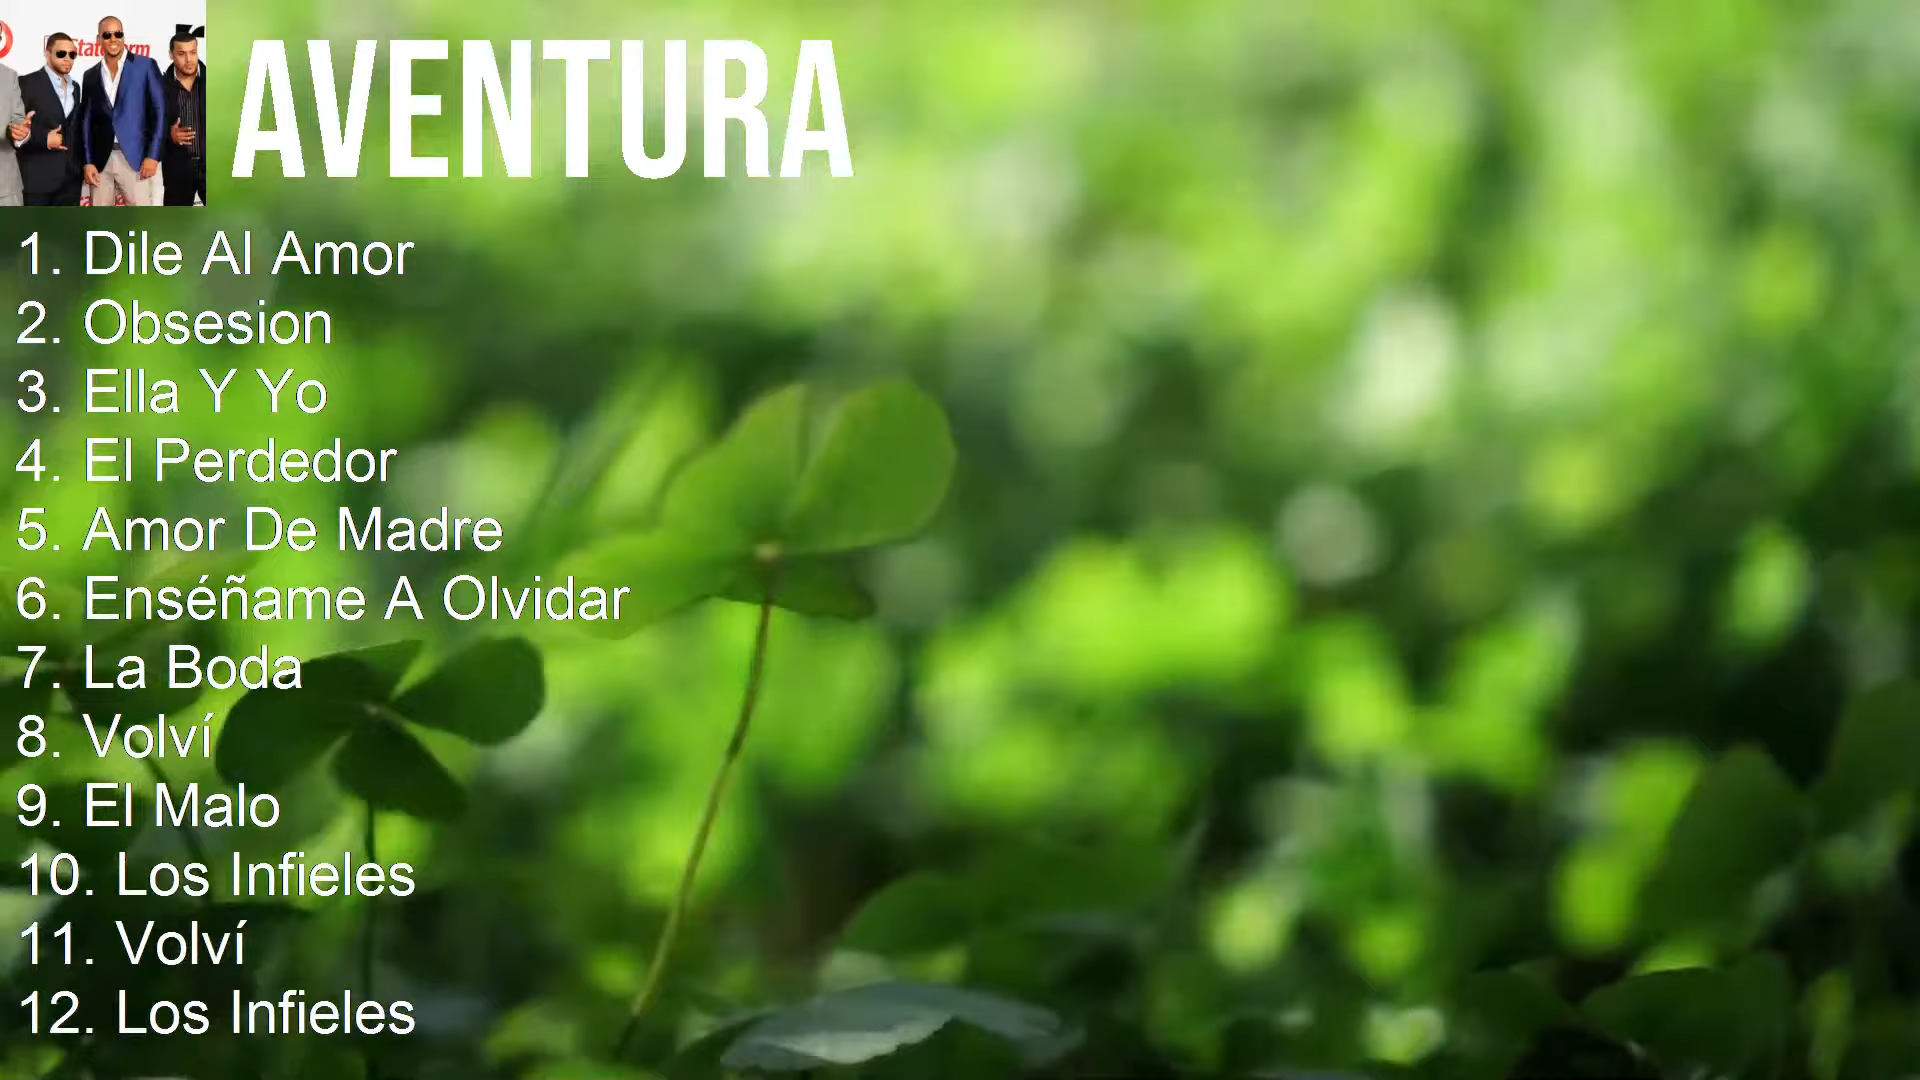 StateFarm
AVENTURA
1. Dile Al Amor
2. Obsesion
3. Ella Y Yo
4. El Perdedor
5. Amor De Madre
6. Enséñame A Olvidar
7. La Boda
8. Volví
9. El Malo
10. Los Infieles
11. Volví
12. Los Infieles